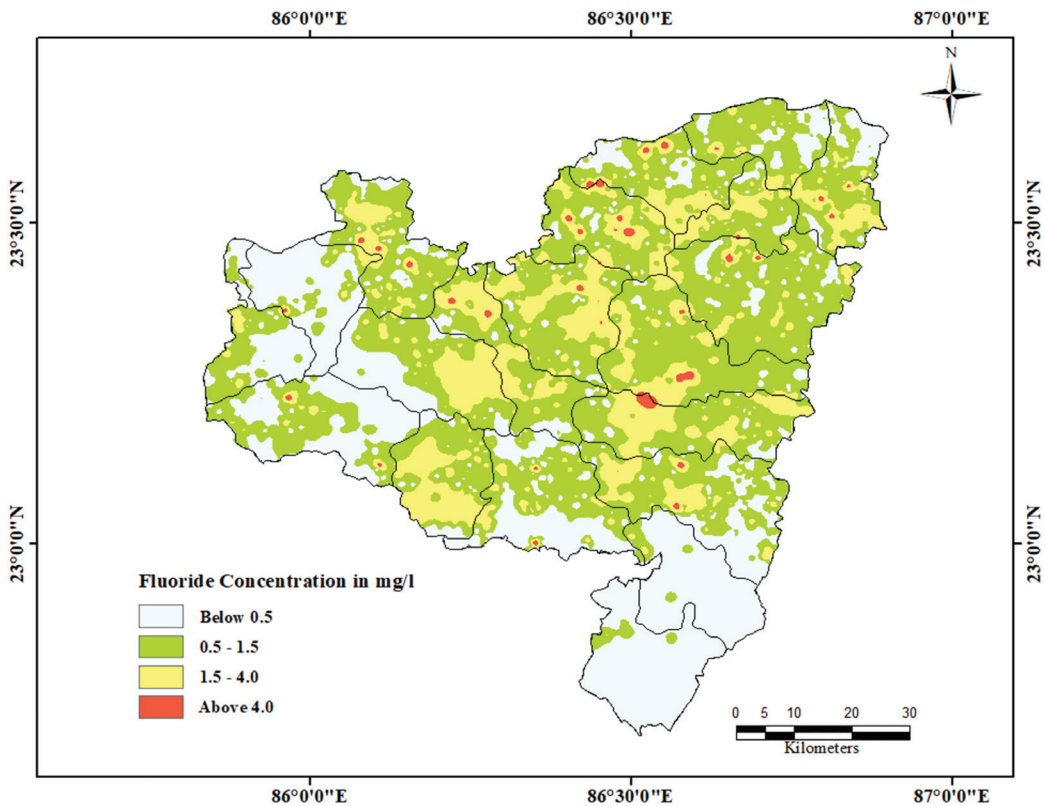 86°0'0"E 86°30'0"E 87°0'0"E
N
23°30'0"N 23°30'0"N
23°0'0"N 23°0'0"N
Fluoride Concentration in mg/l
Below 0.5
0.5 - 1.5
1.5 - 4.0
Above 4.0
0 5 10 20 30
Kilometers
86°0'0"E 86°30'0"E 87°0'0"E